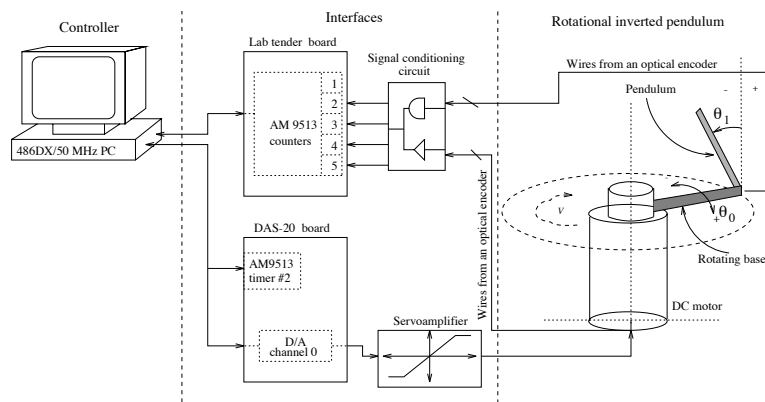 Controller
Interfaces
Rotational inverted pendulum
Lab tender board
Signal conditioning
circuit
Wires from an optical encoder
1
2
3
4
5
AM 9513
counters
486DX/50 MHz PC
Pendulum
- +
θ1
+θ0
v
Rotating base
DAS-20 board
AM9513
timer #2
Wires from an optical encoder
DC motor
Servoamplifier
D/A
channel 0